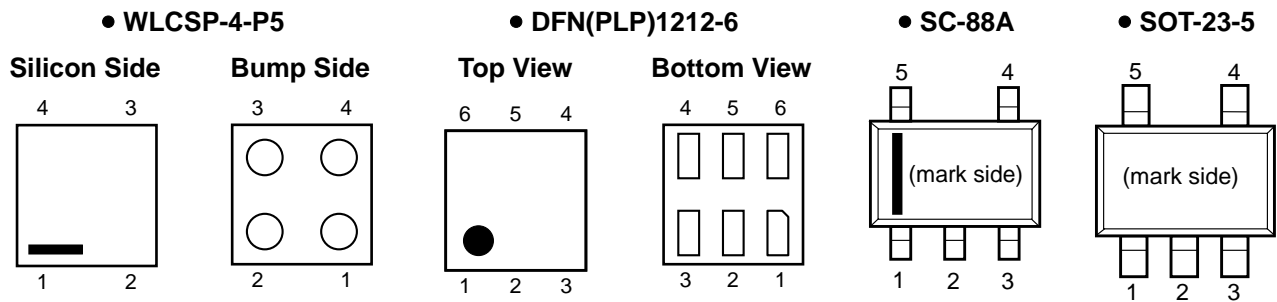 ● WLCSP-4-P5 ● DFN(PLP)1212-6 ● SC-88A ● SOT-23-5
Silicon Side Bump Side Top View Bottom View
5 4 5 4
4 3 3 4 6 5 4 4 5 6
(mark side) (mark side)
1 2 2 1 1 2 3 3 2 1 1 2 3 1 2 3